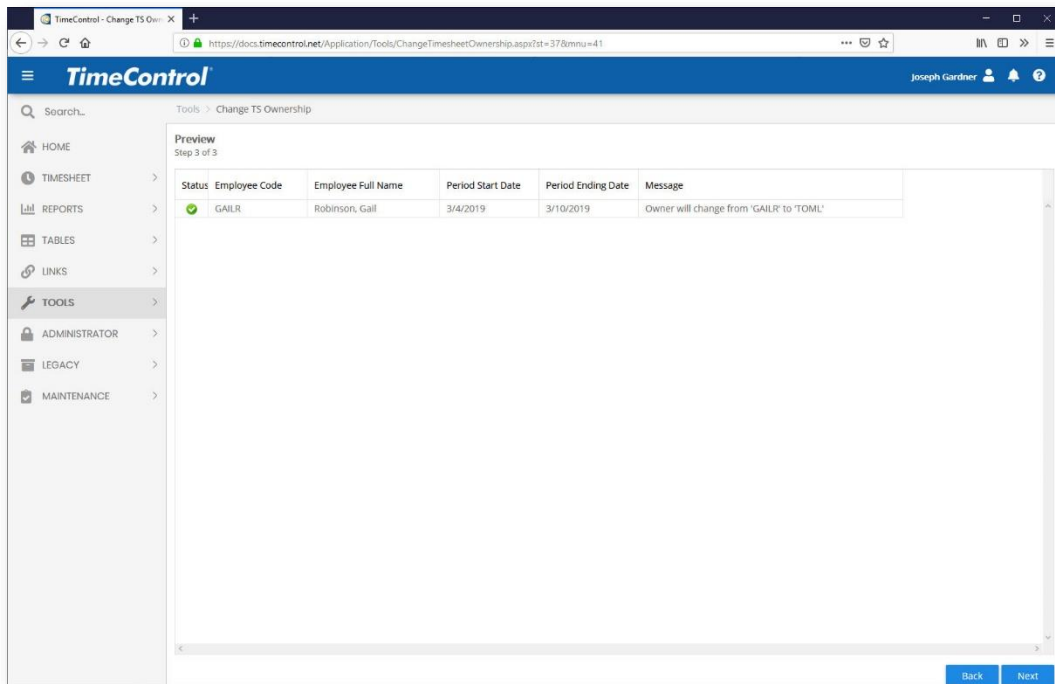 TimeControl - Change TS Own
https://docs.timecontrol.net/Application/Tools/ChangeTimesheetOwnership.aspx?st=37&mnu=41
TimeControl
Joseph Gardner
Search...
Tools > Change TS Ownership
Preview
Step 3 of 3
HOME
TIMESHEET
REPORTS
TABLES
LINKS
TOOLS
ADMINISTRATOR
LEGACY
MAINTENANCE
Status Employee Code Employee Full Name Period Start Date Period Ending Date Message
GAILR Robinson, Gail 3/4/2019 3/10/2019 Owner will change from 'GAILR' to 'TOML'
Back Next